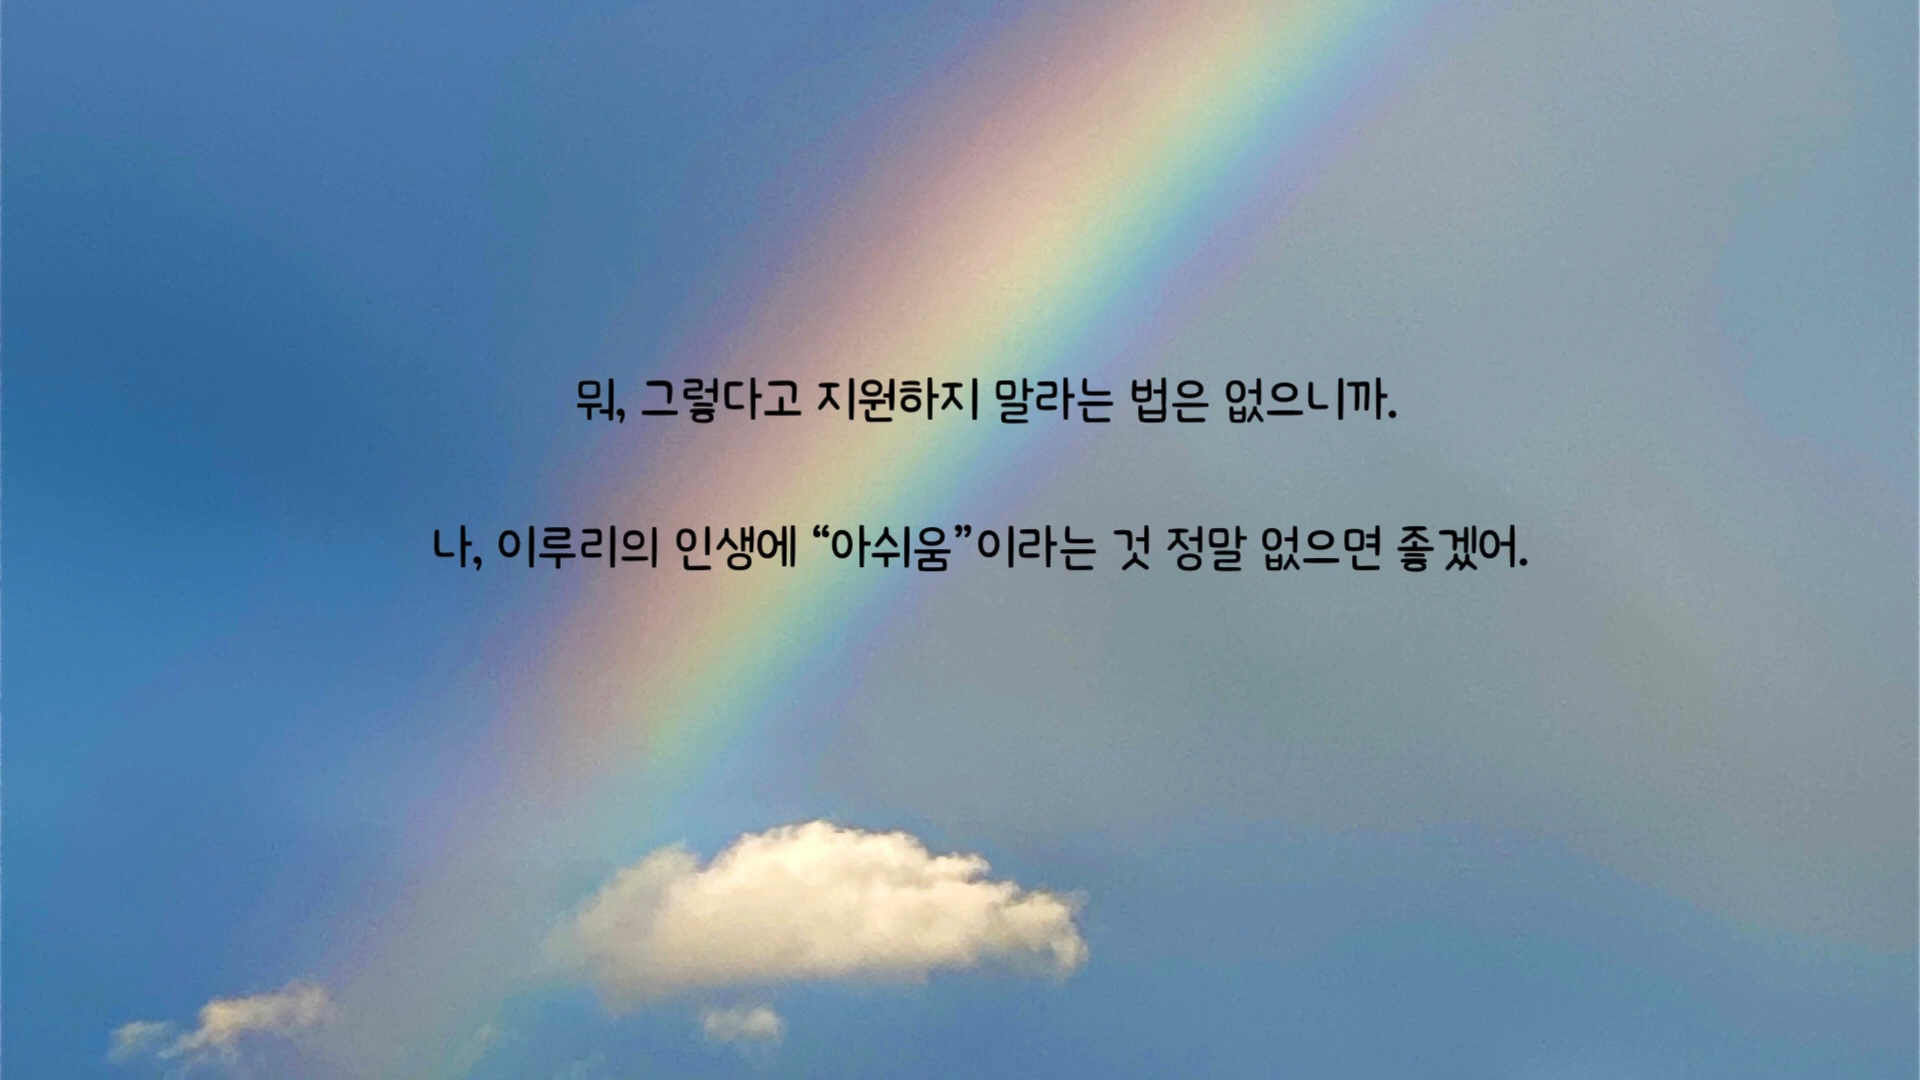 뭐, 그렇다고 지원하지 말라는 법은 없으니까.
나, 이루리의 인생에 “아쉬움”이라는 것 정말 없으면 좋겠어.